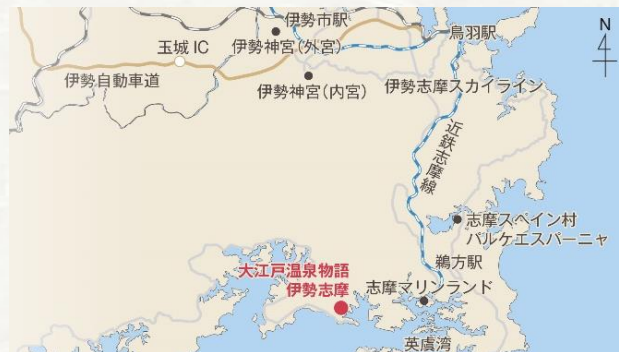 伊勢市駅
鳥羽駅
N
玉城 IC
伊勢神宮(外宮)
伊勢自動車道
伊勢神宮(内宮)
伊勢志摩スカイライン
近鉄志摩線
志摩スペイン村
パルケエスパーニャ
鵜方駅
大江戸温泉物語
伊勢志摩
志摩マリンランド
英虞湾